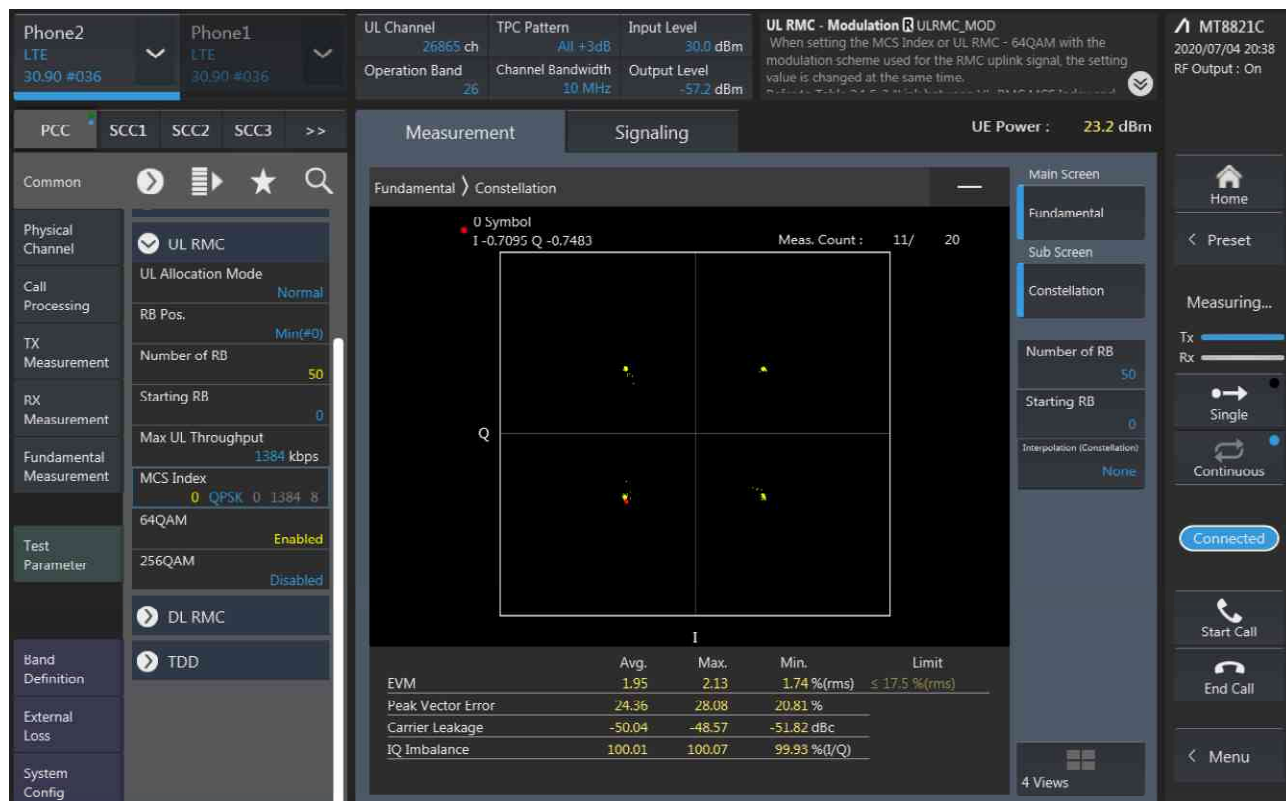 Phone2
LTE
30.90 #036
Phone1
LTE
30.90 #036
UL Channel
26865 ch
TPC Pattern
All +3dB
Input Level
30.0 dBm
Operation Band
26
Channel Bandwidth
10 MHz
Output Level
-57.2 dBm
UL RMC - Modulation R ULRMC_MOD
When setting the MCS Index or UL RMC - 64QAM with the
modulation scheme used for the RMC uplink signal, the setting
value is changed at the same time.
MT8821C
2020/07/04 20:38
RF Output : On
PCC SCC1 SCC2 SCC3 >>
Measurement
Signaling
UE Power : 23.2 dBm
Common
Physical
Channel
Call
Processing
TX
Measurement
RX
Measurement
Fundamental
Measurement
Test
Parameter
Band
Definition
External
Loss
System
Config
UL RMC
UL Allocation Mode
Normal
RB Pos.
Min(#0)
Number of RB
50
Starting RB
0
Max UL Throughput
1384 kbps
MCS Index
0 QPSK 0 1384 8
64QAM
Enabled
256QAM
Disabled
DL RMC
TDD
Fundamental > Constellation
0 Symbol
I -0.7095 Q -0.7483
Meas. Count : 11/ 20
Q
I
Avg. Max. Min. Limit
EVM 1.95 2.13 1.74 %(rms) ≤ 17.5 %(rms)
Peak Vector Error 24.36 28.08 20.81 %
Carrier Leakage -50.04 -48.57 -51.82 dBc
IQ Imbalance 100.01 100.07 99.93 %(I/Q)
Main Screen
Fundamental
Sub Screen
Constellation
Number of RB
50
Starting RB
0
Interpolation (Constellation)
None
4 Views
Home
< Preset
Measuring...
Tx
Rx
Single
Continuous
Connected
Start Call
End Call
< Menu